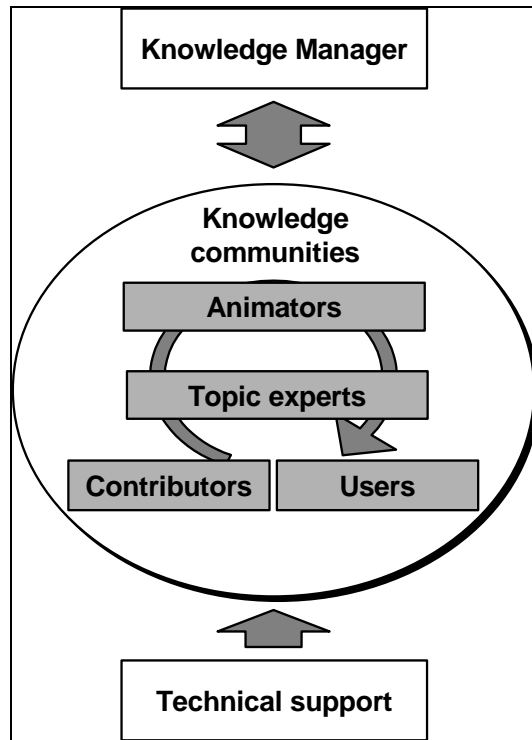 Knowledge Manager
Knowledge
communities
Animators
Topic experts
Contributors
Users
Technical support